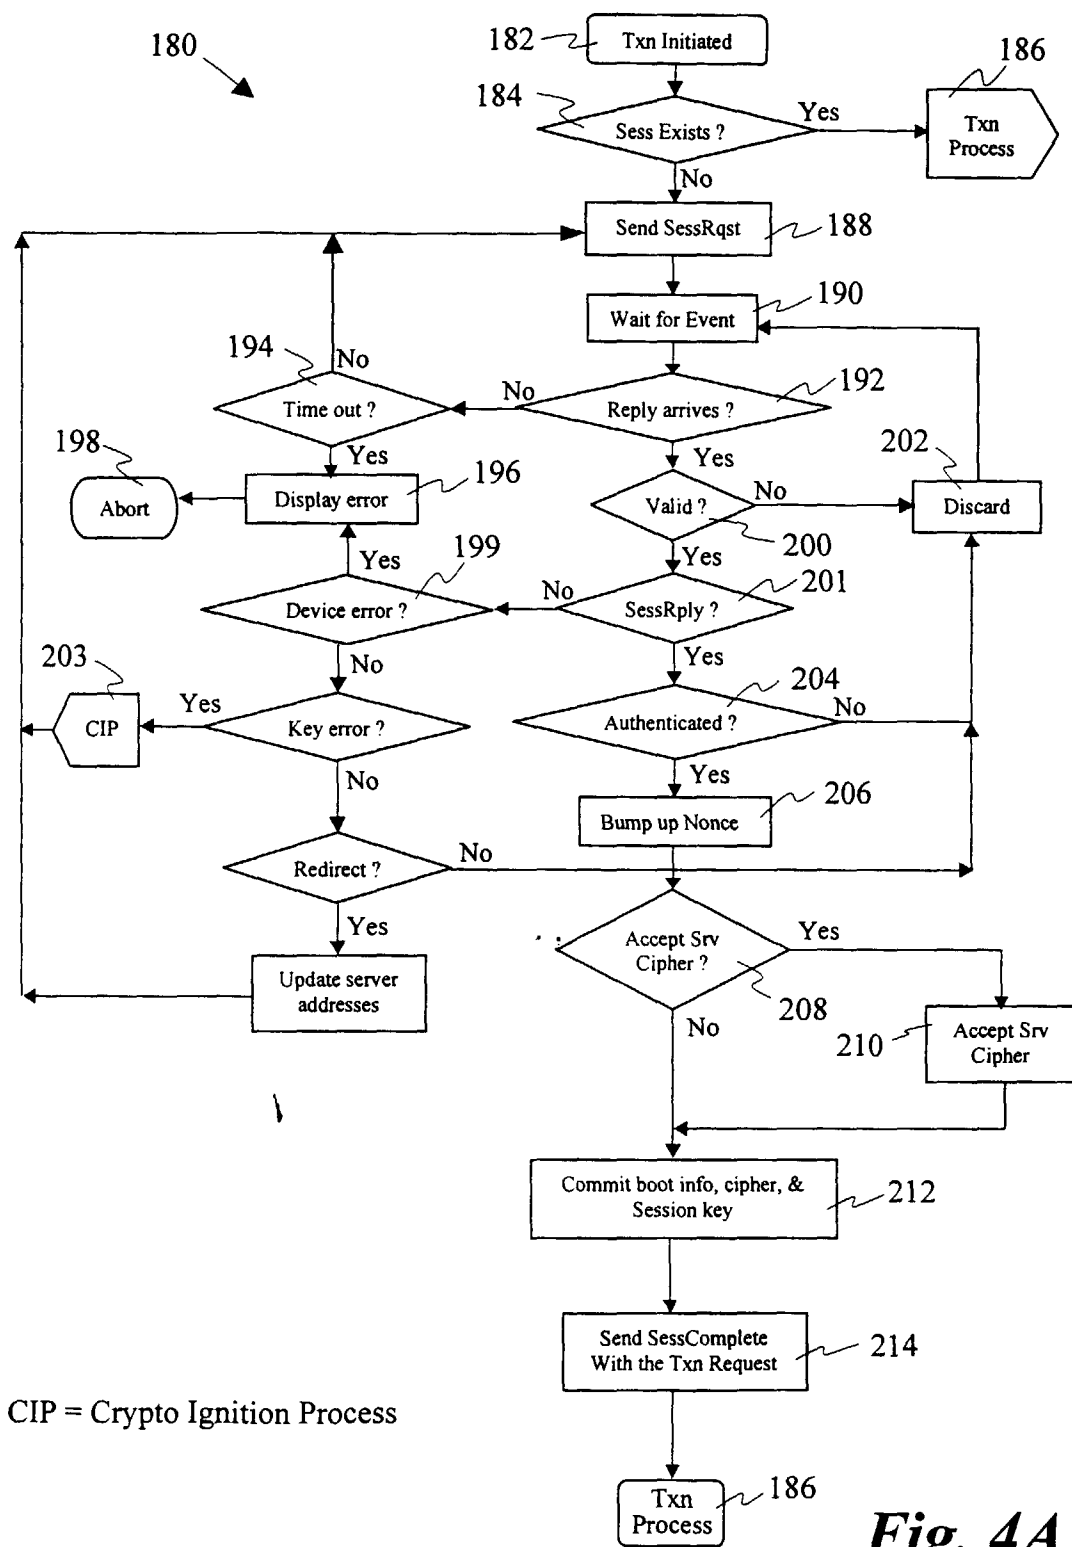 180
182
Txn Initiated
186
184
Sess Exists ?
Yes
Txn
Process
No
Send SessRqst
188
190
Wait for Event
194
No
192
Time out ?
No
Reply arrives ?
198
Yes
Yes
202
Abort
Display error
196
Valid ?
No
Discard
200
Yes
199
Yes
201
Device error ?
No
SessRply ?
203
No
Yes
204
CIP
Yes
Key error ?
Authenticated ?
No
No
Yes
206
Bump up Nonce
Redirect ?
No
Yes
Accept Srv
Cipher ?
Yes
Update server
addresses
208
No
210
Accept Srv
Cipher
Commit boot info, cipher, &
Session key
212
Send SessComplete
With the Txn Request
214
CIP = Crypto Ignition Process
Txn
Process
186
Fig. 4A